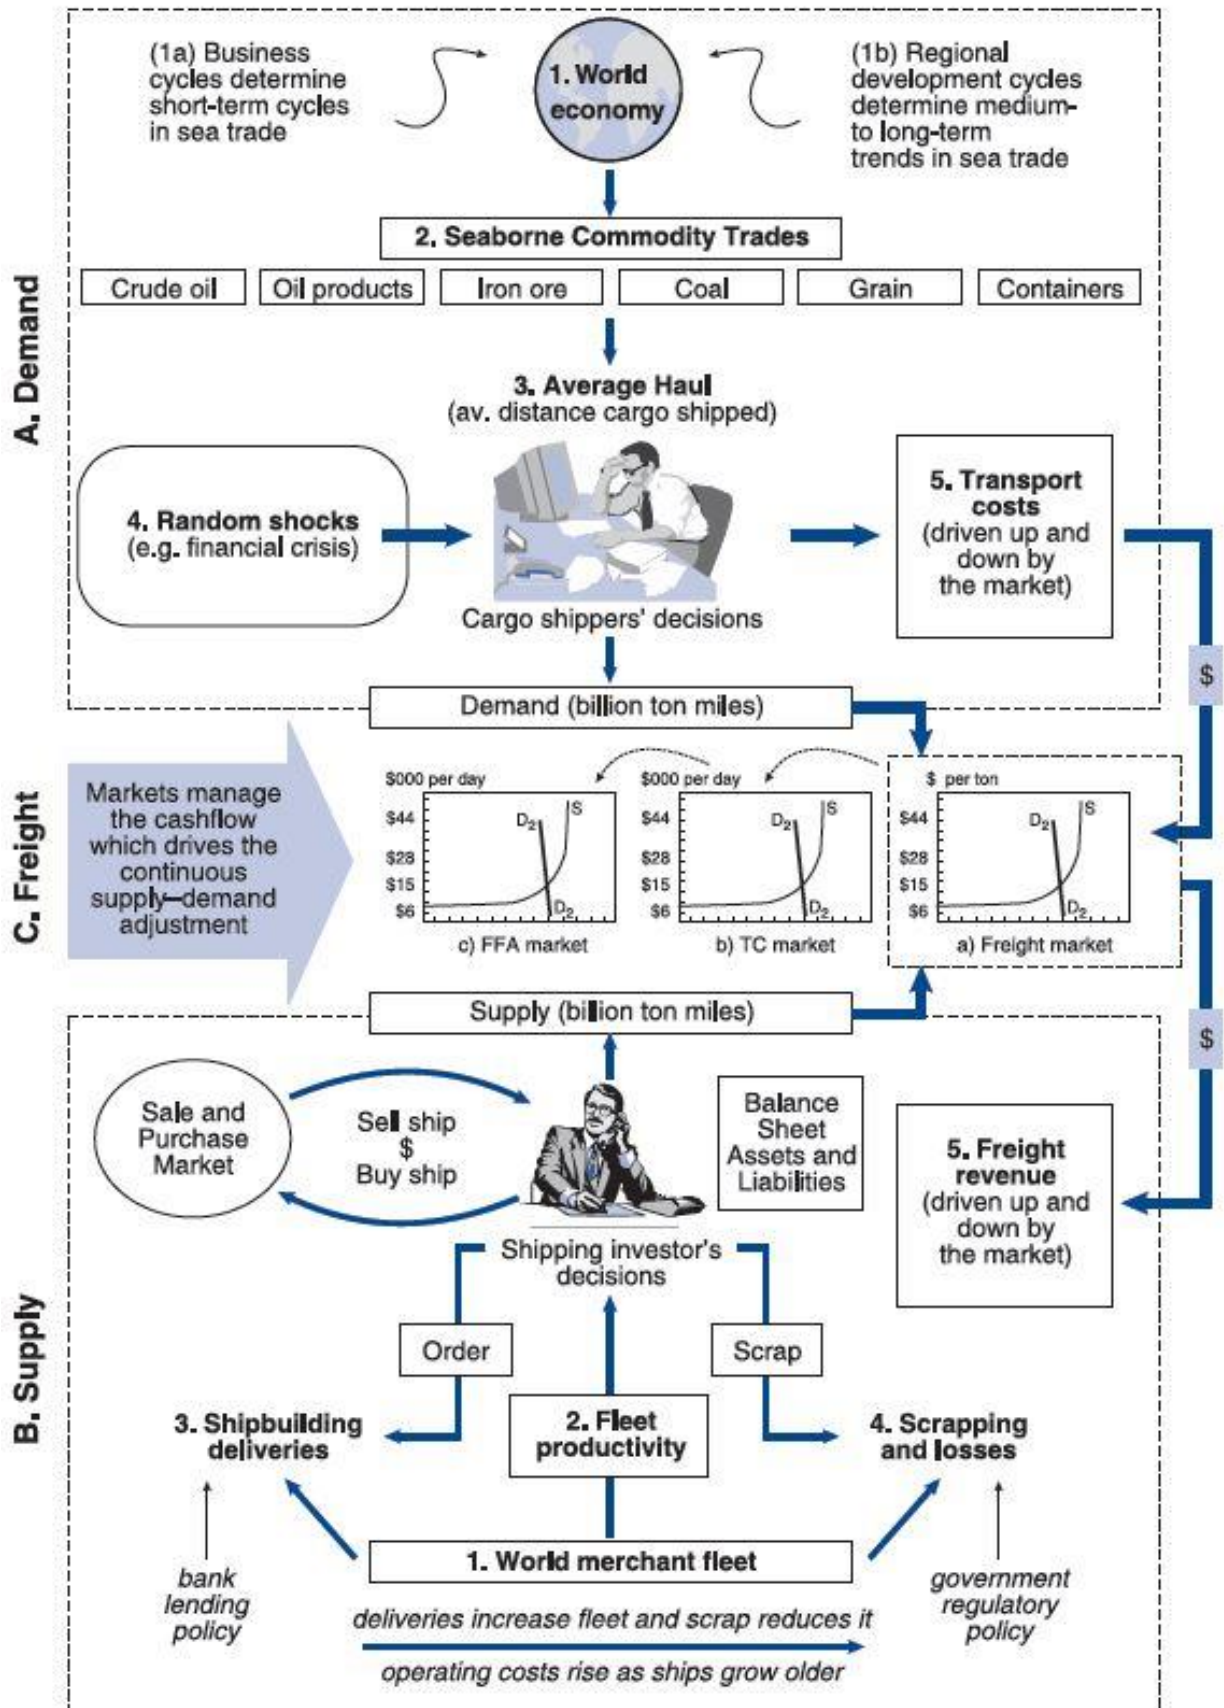 (1a) Business
cycles determine
short-term cycles
in sea trade
1. World
economy
(1b) Regional
development cycles
determine medium-
to long-term
trends in sea trade
2. Seaborne Commodity Trades
Crude oil
Oil products
Iron ore
Coal
Grain
Containers
A. Demand
3. Average Haul
(av. distance cargo shipped)
4. Random shocks
(e.g. financial crisis)
Cargo shippers' decisions
5. Transport
costs
(driven up and
down by
the market)
$
Demand (billion ton miles)
C. Freight
Markets manage
the cashflow
which drives the
continuous
supply–demand
adjustment
$000 per day
$44
$28
$15
$6
D2
S
D2
c) FFA market
$000 per day
$44
$28
$15
$6
D2
S
D2
b) TC market
$ per ton
$44
$28
$15
$6
D2
S
D2
a) Freight market
Supply (billion ton miles)
$
B. Supply
Sale and
Purchase
Market
Sell ship
$
Buy ship
Balance
Sheet
Assets and
Liabilities
5. Freight
revenue
(driven up and
down by
the market)
Shipping investor's
decisions
Order
Scrap
3. Shipbuilding
deliveries
2. Fleet
productivity
4. Scrapping
and losses
1. World merchant fleet
bank
lending
policy
deliveries increase fleet and scrap reduces it
operating costs rise as ships grow older
government
regulatory
policy